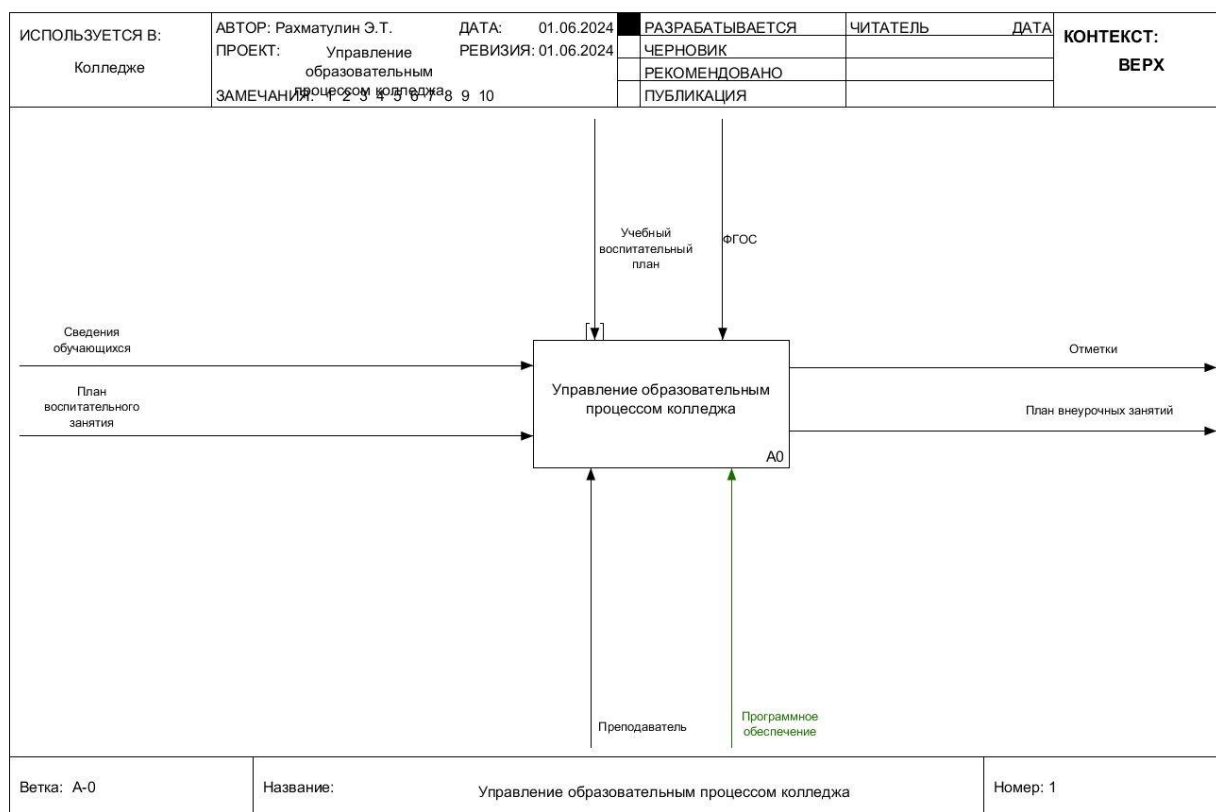 ИСПОЛЬЗУЕТСЯ В:
Колледже
АВТОР: Рахматулин Э.Т.
ДАТА: 01.06.2024
ПРОЕКТ: Управление
образовательным
процессом колледжа
РЕВИЗИЯ: 01.06.2024
ЗАМЕЧАНИЯ: 1 2 3 4 5 6 7 8 9 10
РАЗРАБАТЫВАЕТСЯ
ЧЕРНОВИК
РЕКОМЕНДОВАНО
ПУБЛИКАЦИЯ
ЧИТАТЕЛЬ ДАТА
КОНТЕКСТ:
ВЕРХ
Учебный
воспитательный
план
ФГОС
Сведения
обучающихся
План
воспитательного
занятия
Управление образовательным
процессом колледжа
A0
Отметки
План внеурочных занятий
Преподаватель
Программное
обеспечение
Ветка: A-0
Название: Управление образовательным процессом колледжа
Номер: 1